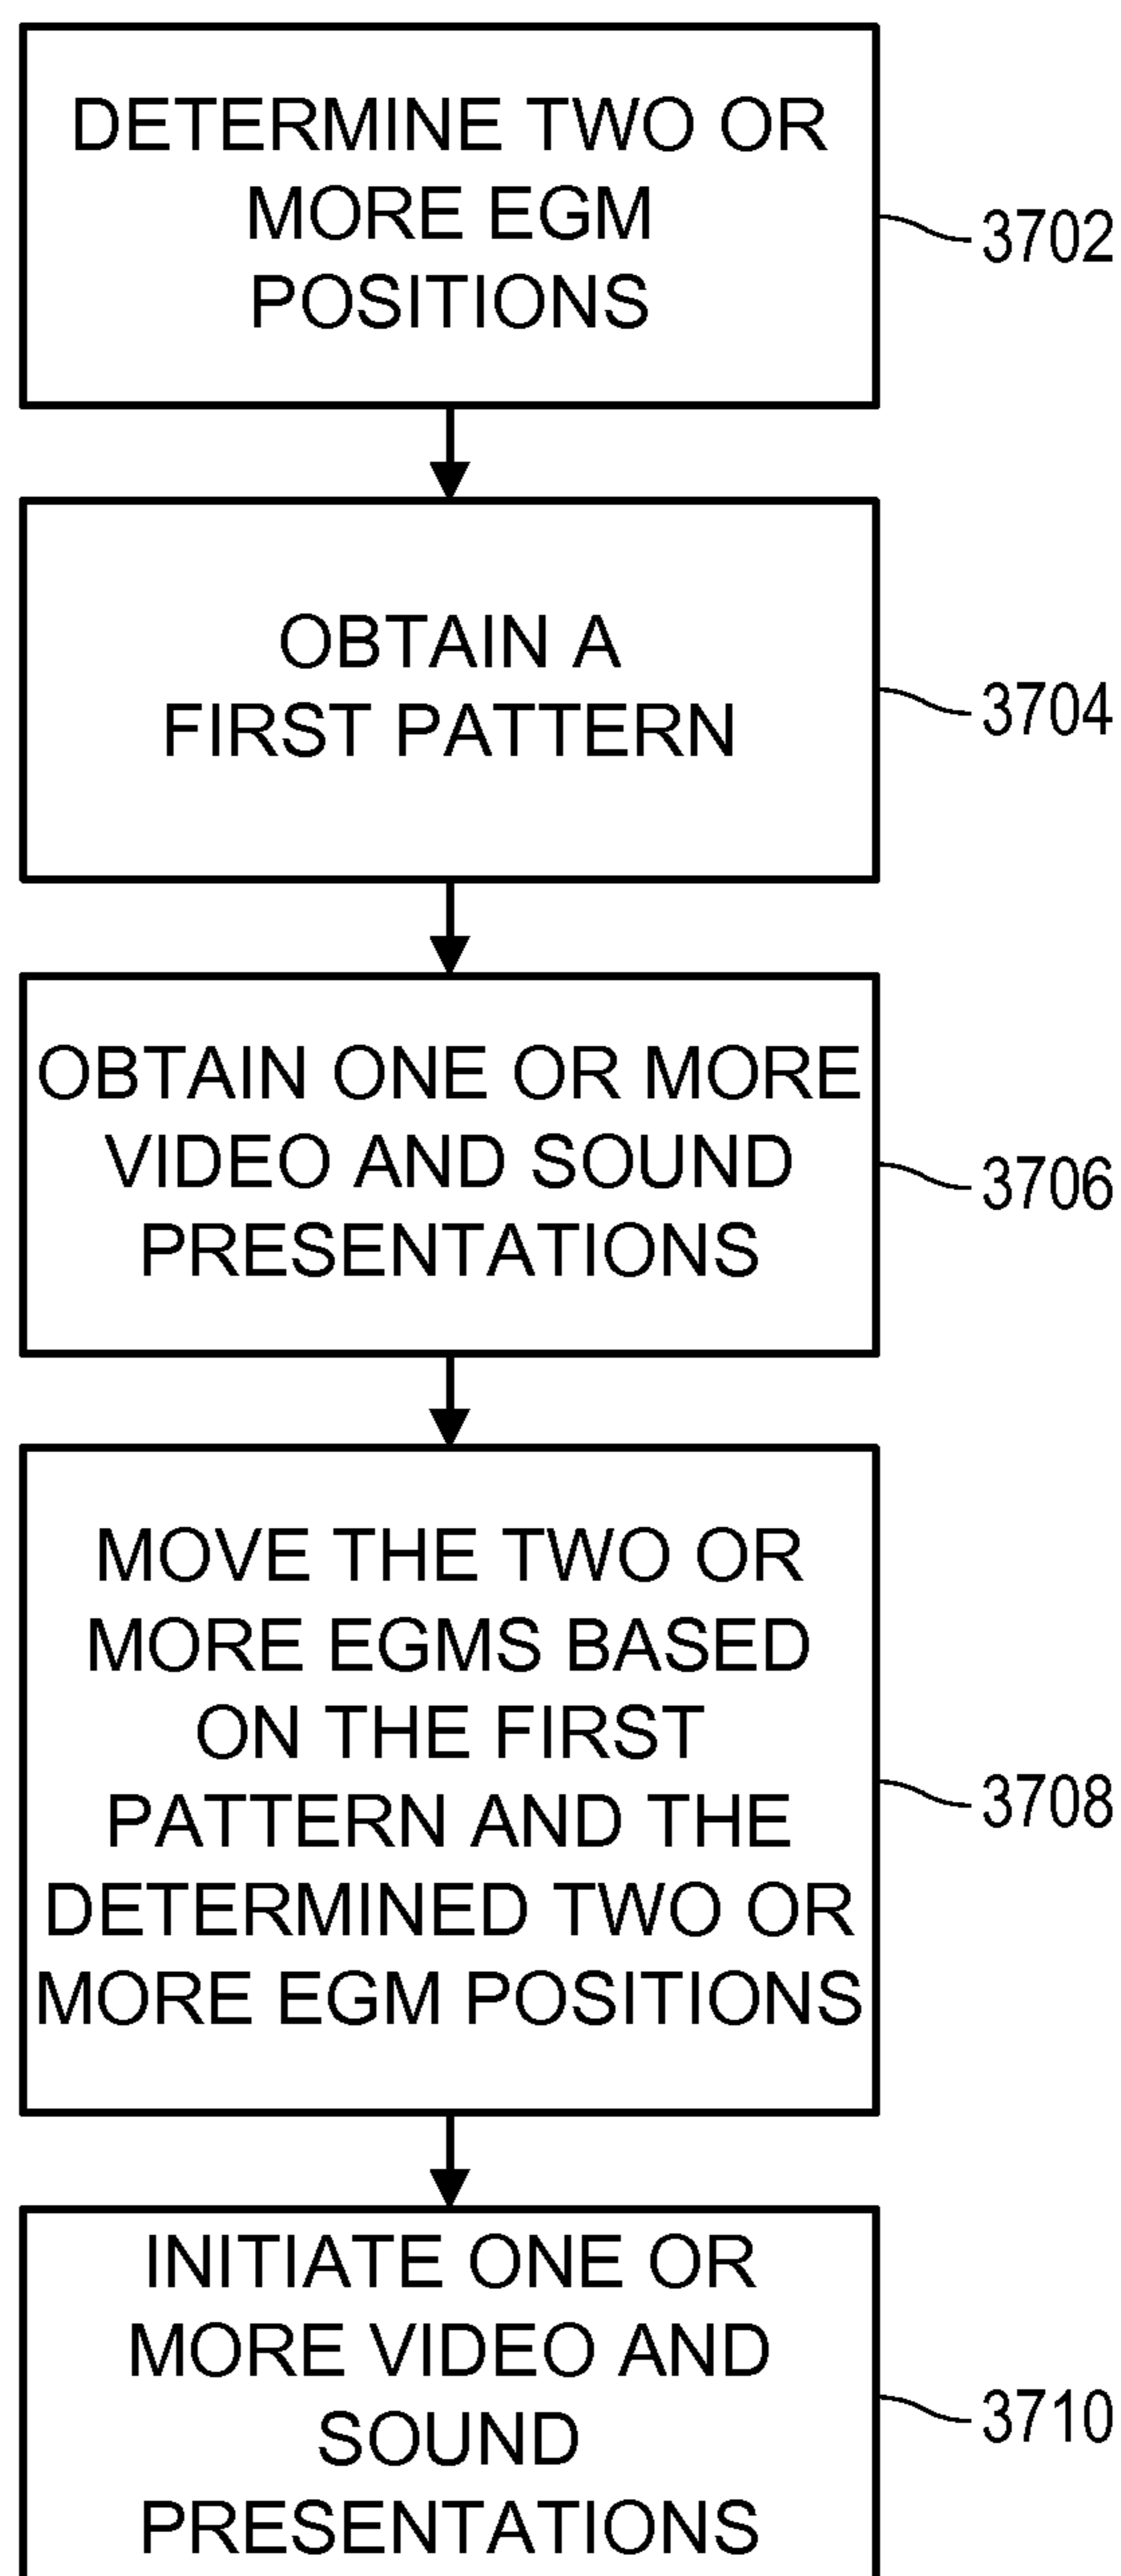 DETERMINE TWO OR
MORE EGM
POSITIONS
3702
OBTAIN A
FIRST PATTERN
3704
OBTAIN ONE OR MORE
VIDEO AND SOUND
PRESENTATIONS
3706
MOVE THE TWO OR
MORE EGMS BASED
ON THE FIRST
PATTERN AND THE
DETERMINED TWO OR
MORE EGM POSITIONS
3708
INITIATE ONE OR
MORE VIDEO AND
SOUND
PRESENTATIONS
3710